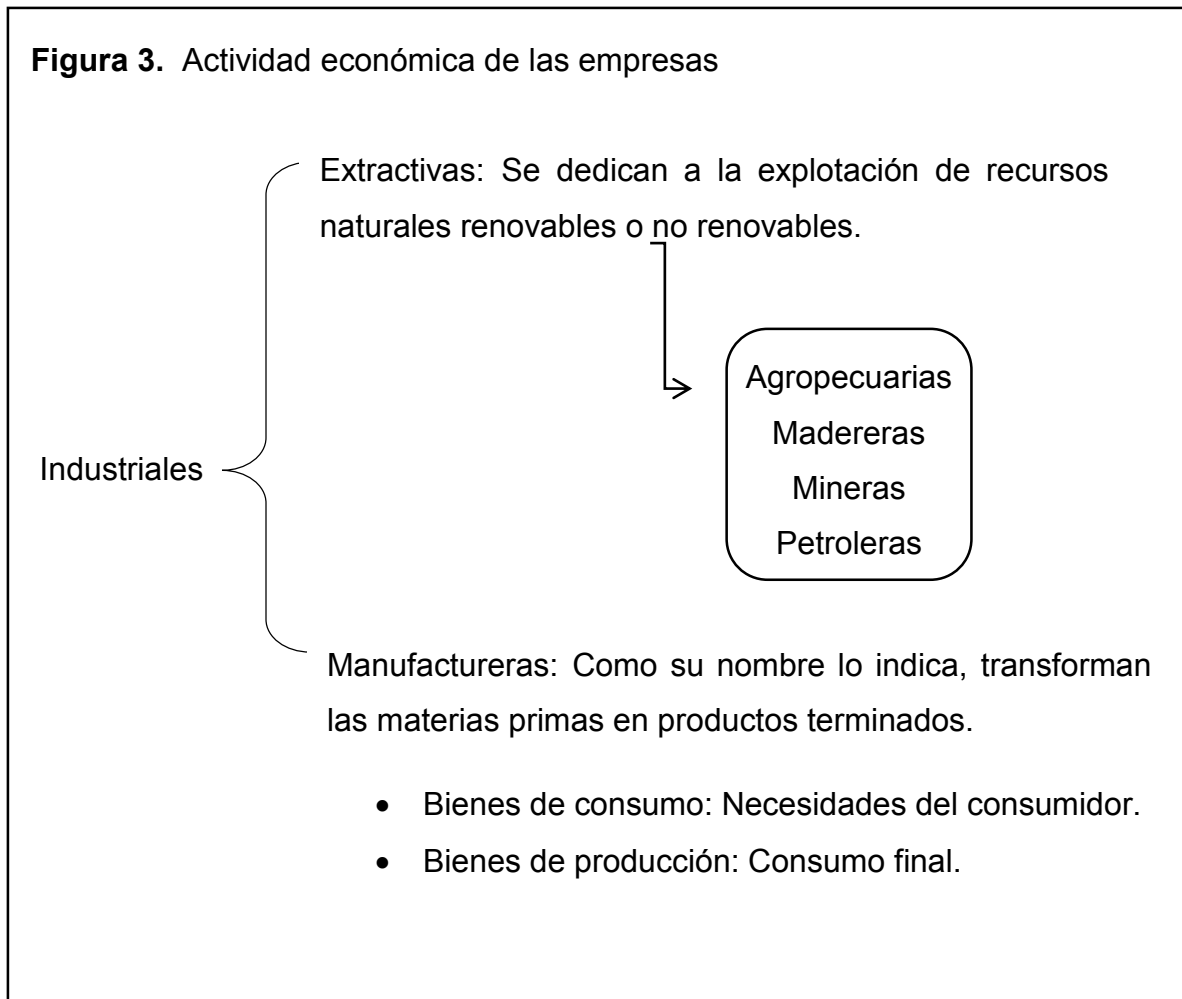 Figura 3. Actividad económica de las empresas
Extractivas: Se dedican a la explotación de recursos
naturales renovables o no renovables.
Agropecuarias
Madereras
Mineras
Petroleras
Industriales
Manufactureras: Como su nombre lo indica, transforman
las materias primas en productos terminados.
• Bienes de consumo: Necesidades del consumidor.
• Bienes de producción: Consumo final.